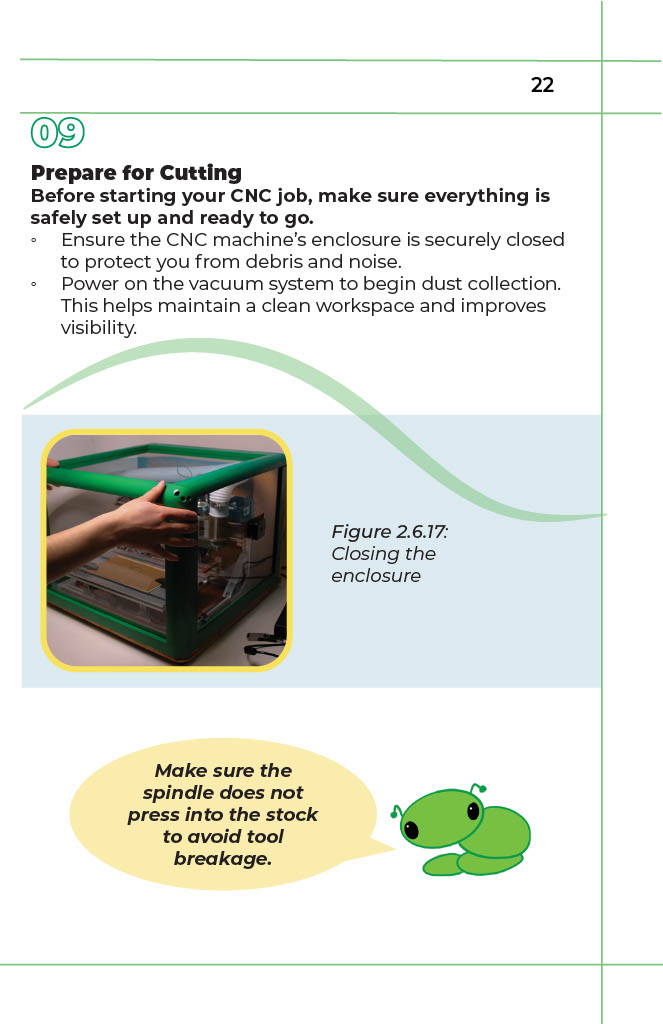 22
09
Prepare for Cutting
Before starting your CNC job, make sure everything is
safely set up and ready to go.
◦ Ensure the CNC machine’s enclosure is securely closed
to protect you from debris and noise.
◦ Power on the vacuum system to begin dust collection.
This helps maintain a clean workspace and improves
visibility.
Figure 2.6.17:
Closing the
enclosure
Make sure the
spindle does not
press into the stock
to avoid tool
breakage.